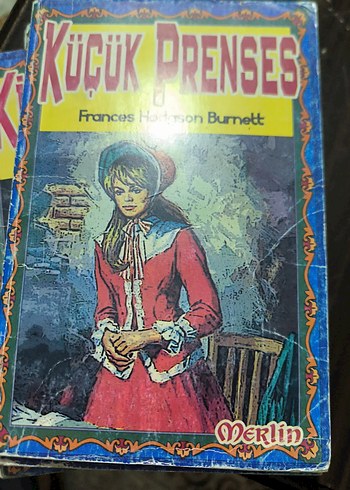 KÜÇÜK PRENSES
Frances Hodgson Burnett
Merlin